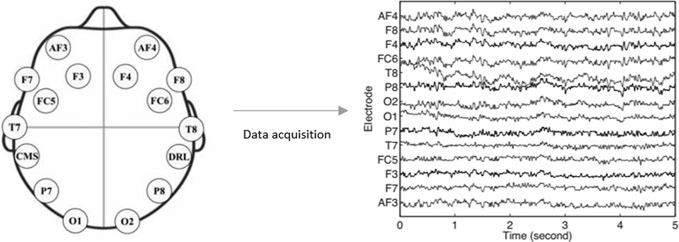 AF3 AF4
F7 F3 F4 F8
FC5 FC6
T7 T8
CMS DRL
P7 P8
O1 O2
Data acquisition
Electrode
AF4
F8
F4
FC6
T8
P8
O2
O1
P7
T7
FC5
F3
F7
AF3
0 1 2 3 4 5
Time (second)